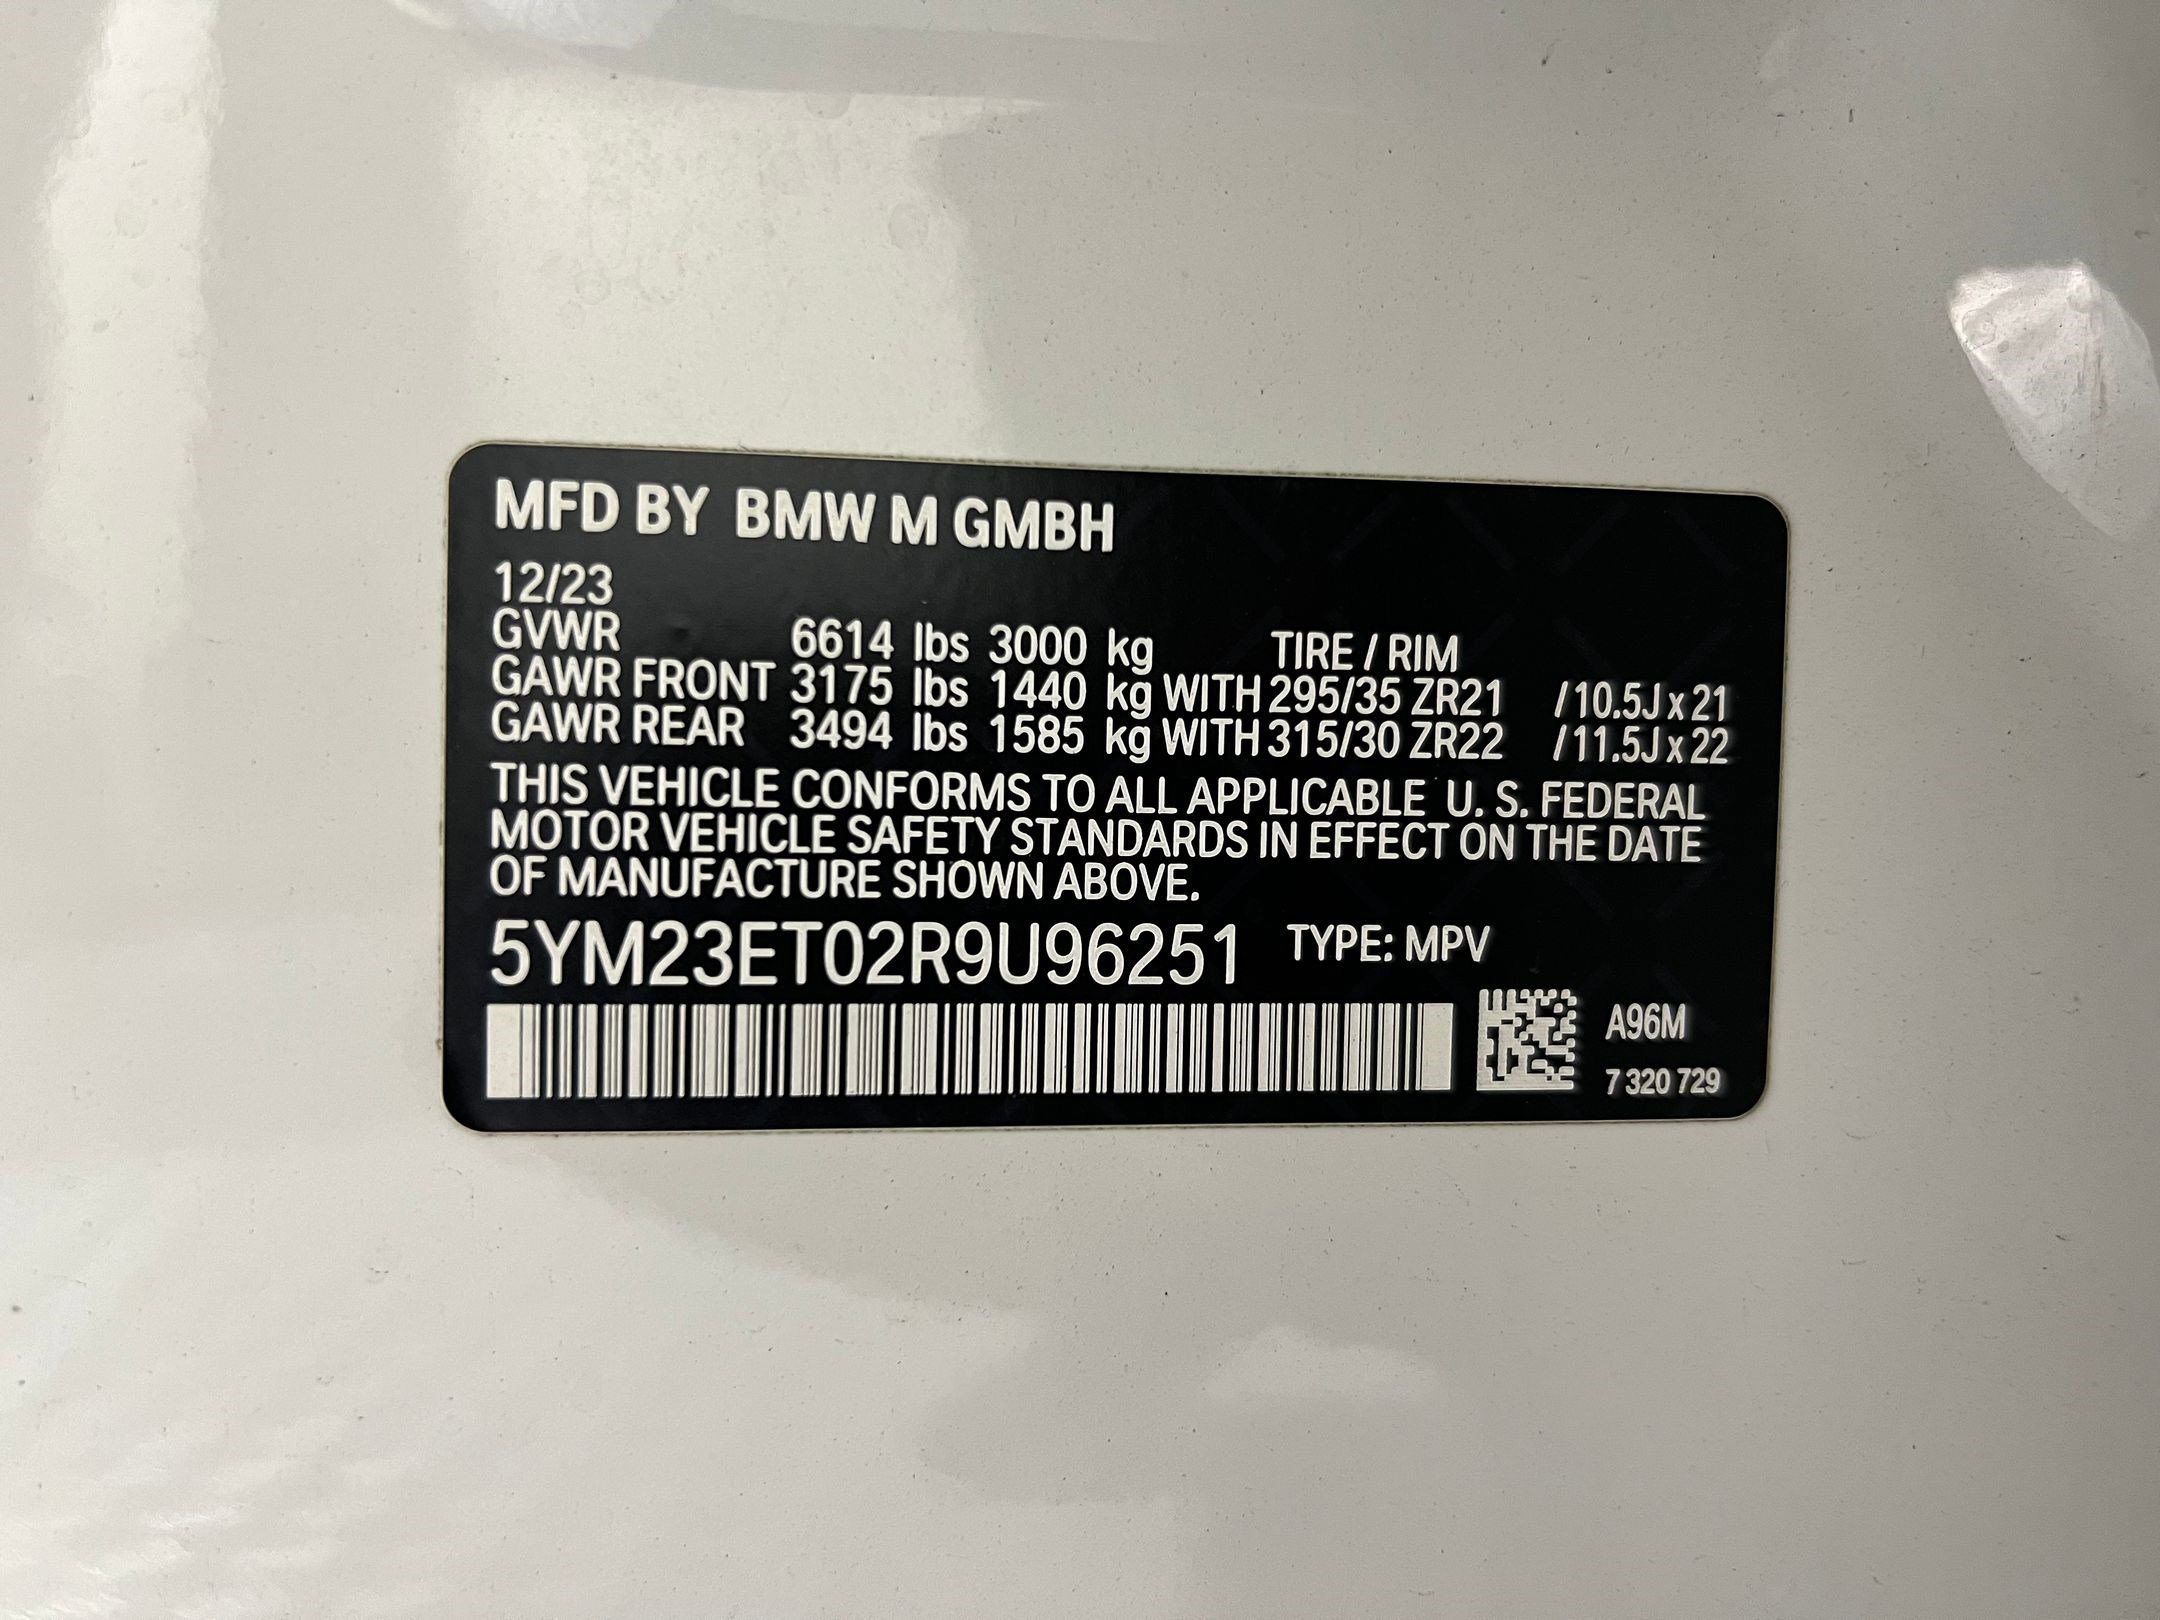 MFD BY BMW M GMBH
12/23
GVWR 6614 lbs 3000 kg TIRE / RIM
GAWR FRONT 3175 lbs 1440 kg WITH 295/35 ZR21 / 10.5J x 21
GAWR REAR 3494 lbs 1585 kg WITH 315/30 ZR22 / 11.5J x 22
THIS VEHICLE CONFORMS TO ALL APPLICABLE U. S. FEDERAL
MOTOR VEHICLE SAFETY STANDARDS IN EFFECT ON THE DATE
OF MANUFACTURE SHOWN ABOVE.
5YM23ET02R9U96251 TYPE: MPV
A96M
7 320 729